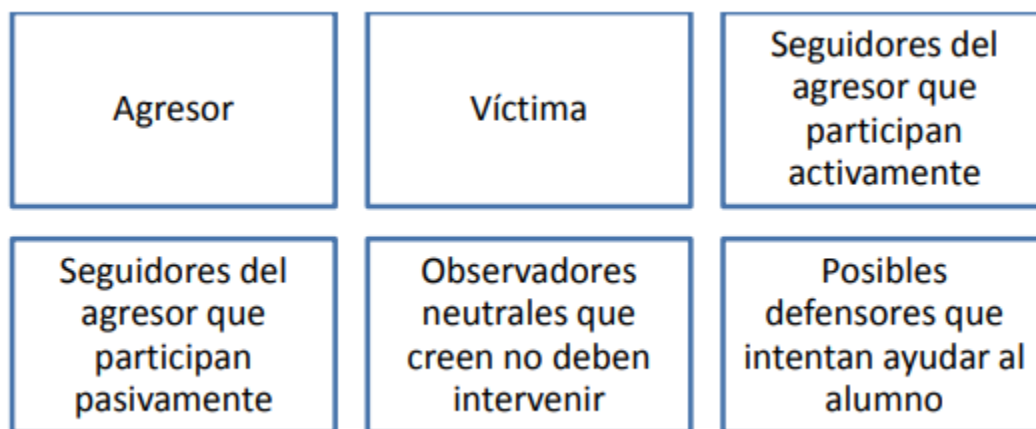 Agresor
Víctima
Seguidores del
agresor que
participan
activamente
Seguidores del
agresor que
participan
pasivamente
Observadores
neutrales que
creen no deben
intervenir
Posibles
defensores que
intentan ayudar al
alumno